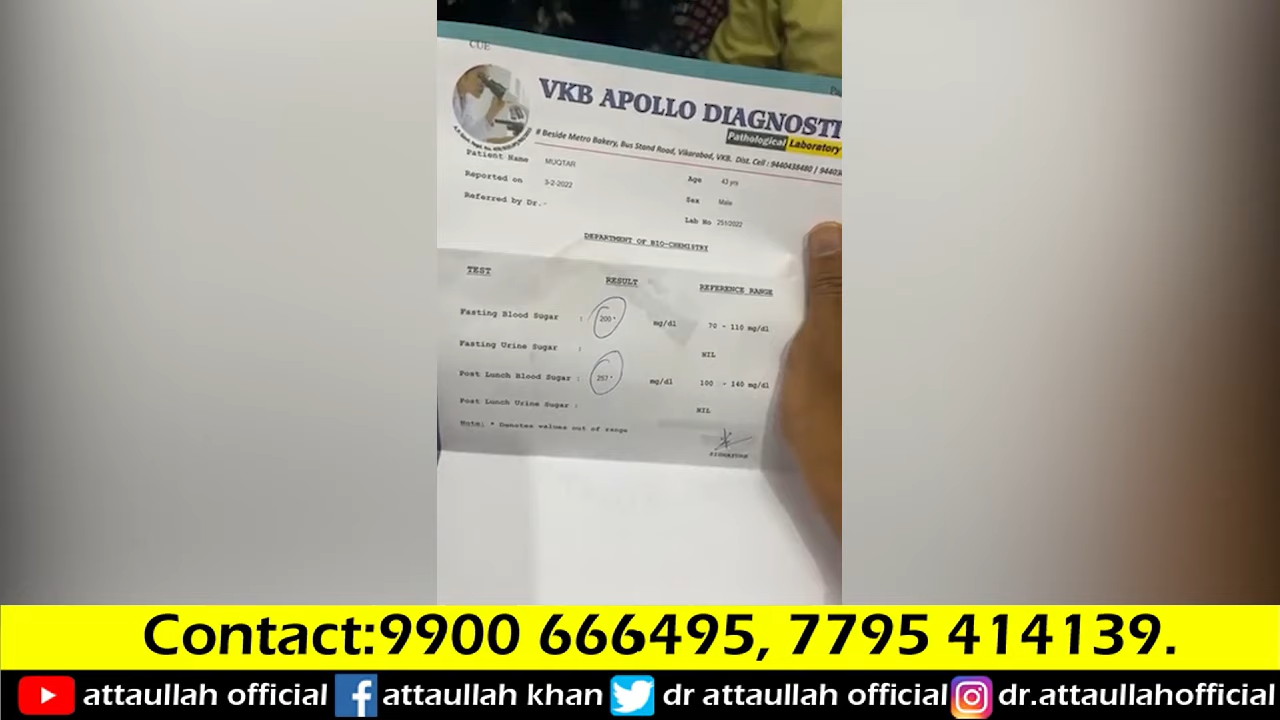 CUE
VKB APOLLO DIAGNOSTI
Pathological Laboratory
# Beside Metro Bakery, Bus Stand Road, Vikarabad, VKB. Dist. Cell : 9440438480 / 94403
Patient Name MUQTAR Age 43 yrs
Reported on 3-2-2022 Sex Male
Referred by Dr.- Lab No 251/2022
DEPARTMENT OF BIO-CHEMISTRY
TEST RESULT REFERENCE RANGE
Fasting Blood Sugar : 200* mg/dl 70 - 110 mg/dl
Fasting Urine Sugar : NIL
Post Lunch Blood Sugar : 257* mg/dl 100 - 140 mg/dl
Post Lunch Urine Sugar : NIL
Note: * Denotes values out of range
SIGNATURE
Contact:9900 666495, 7795 414139.
attaullah official attaullah khan dr attaullah official dr.attaullahofficial